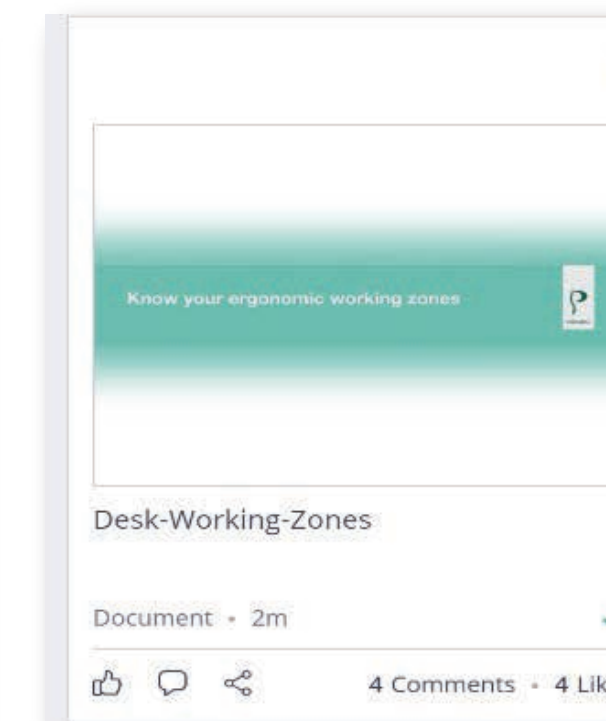 Know your ergonomic working zones
Desk-Working-Zones
Document • 2m
4 Comments • 4 Lik